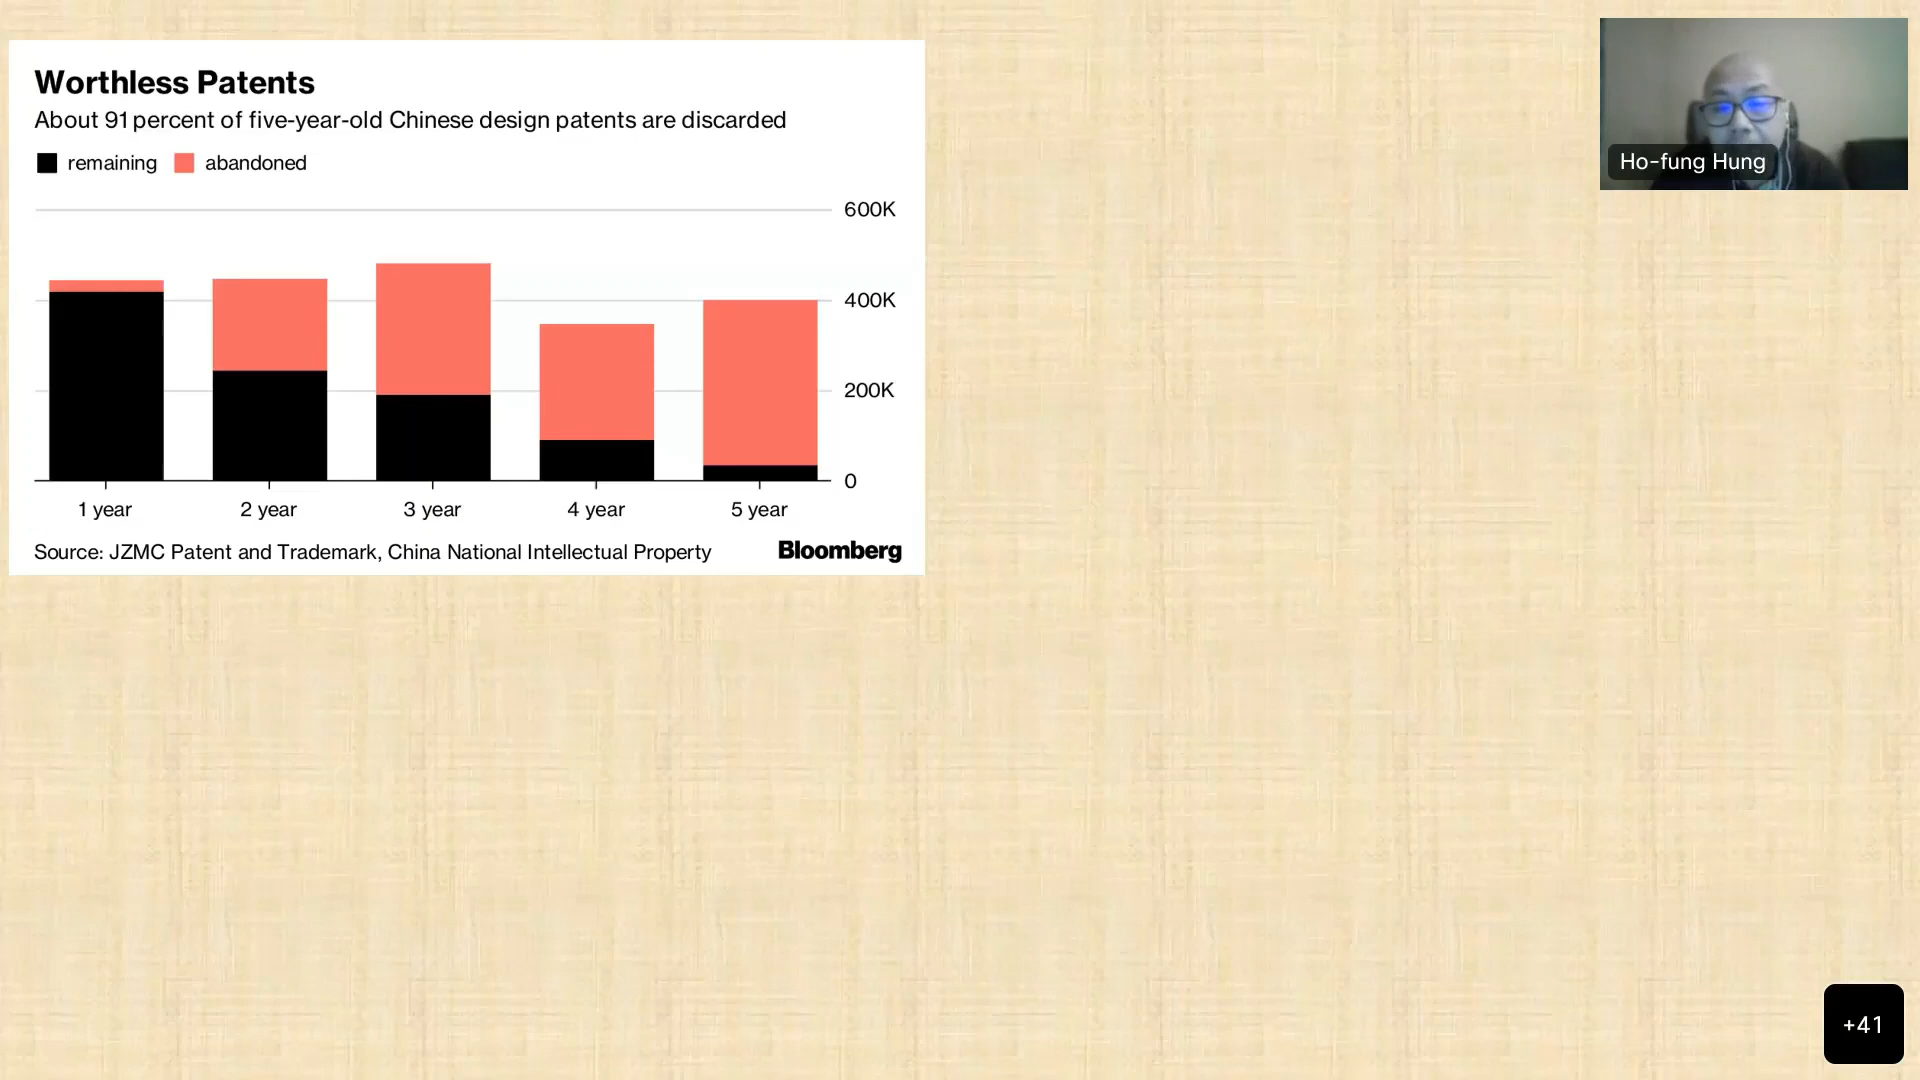 Worthless Patents
About 91 percent of five-year-old Chinese design patents are discarded
remaining abandoned
600K
400K
200K
0
1 year 2 year 3 year 4 year 5 year
Source: JZMC Patent and Trademark, China National Intellectual Property Bloomberg
Ho-fung Hung
+41